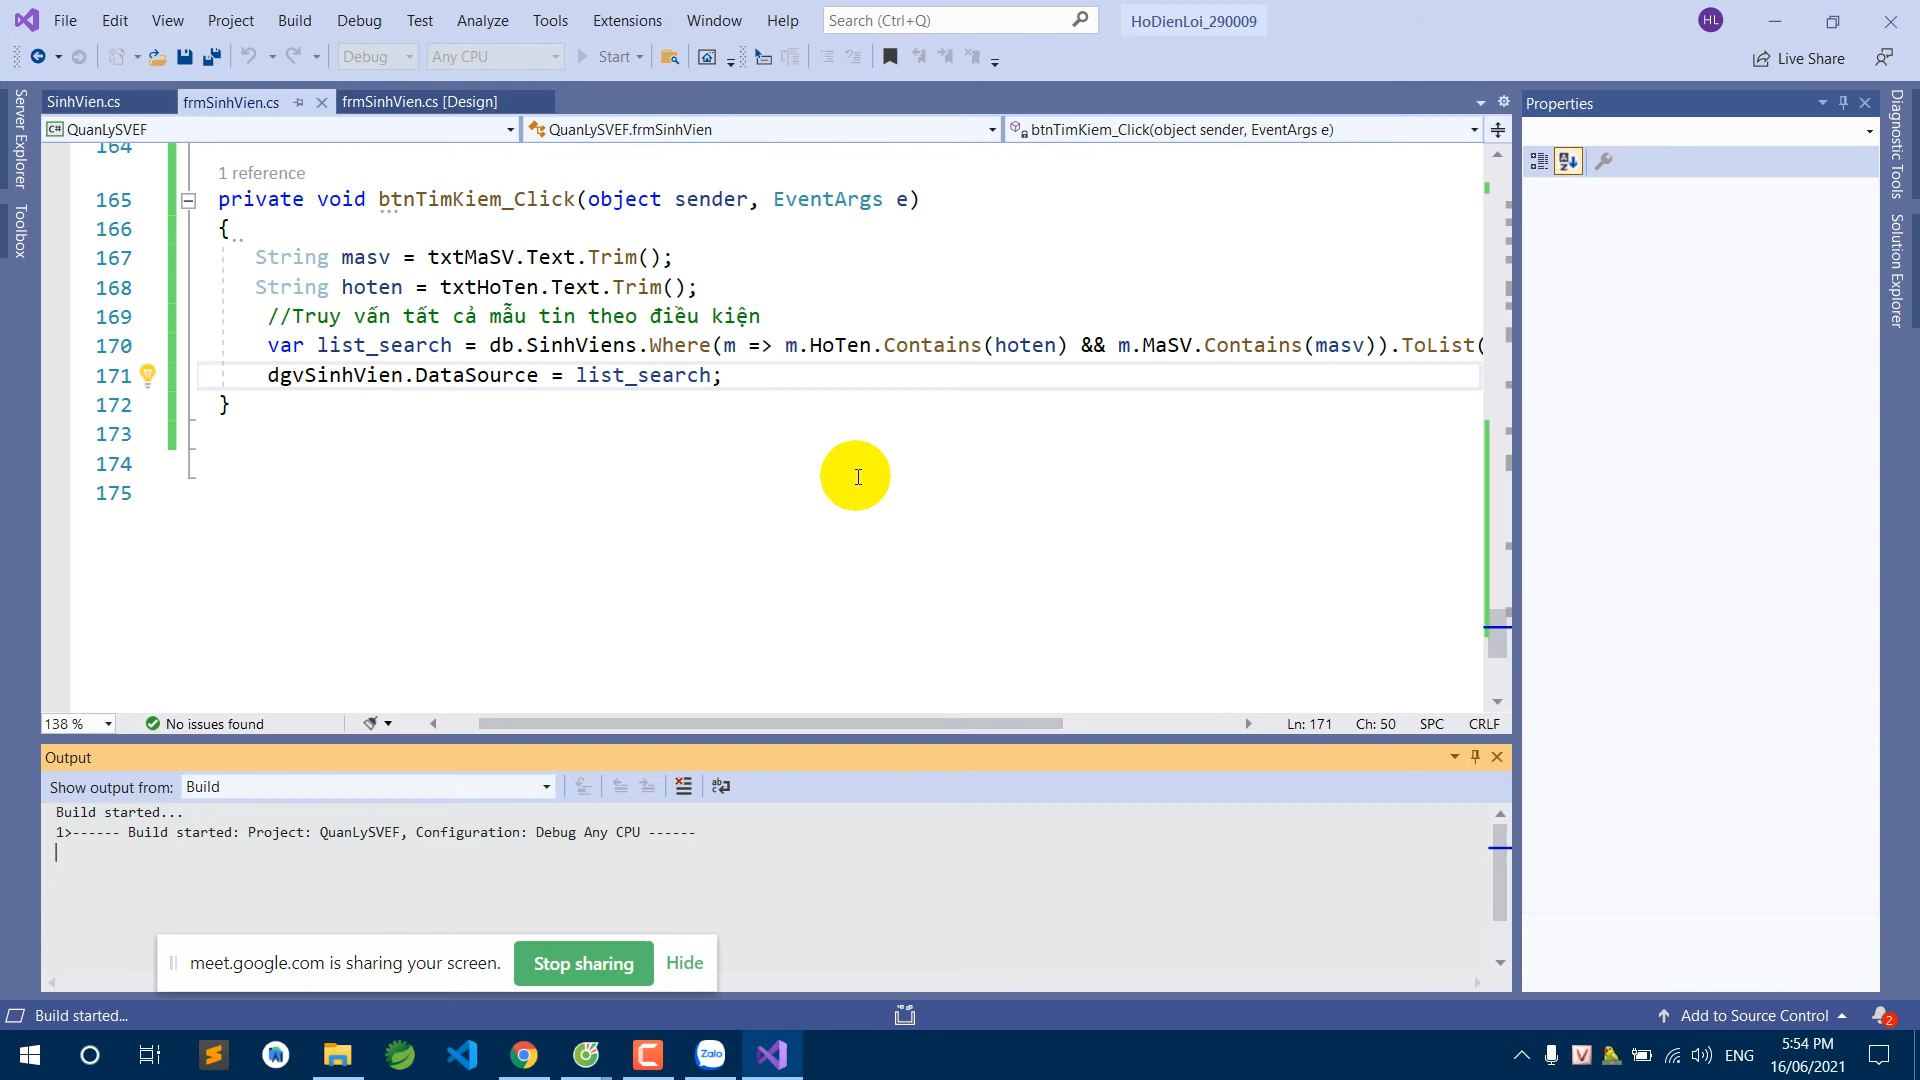 File Edit View Project Build Debug Test Analyze Tools Extensions Window Help Search (Ctrl+Q) HoDienLoi_290009 HL
Debug Any CPU Start Live Share
SinhVien.cs frmSinhVien.cs frmSinhVien.cs [Design]
QuanLySVEF QuanLySVEF.frmSinhVien btnTimKiem_Click(object sender, EventArgs e)
Server Explorer
Toolbox
164
1 reference
165 private void btnTimKiem_Click(object sender, EventArgs e)
166 {
167 String masv = txtMaSV.Text.Trim();
168 String hoten = txtHoTen.Text.Trim();
169 //Truy vấn tất cả mẫu tin theo điều kiện
170 var list_search = db.SinhViens.Where(m => m.HoTen.Contains(hoten) && m.MaSV.Contains(masv)).ToList(
171 dgvSinhVien.DataSource = list_search;
172 }
173
174
175
138 % No issues found Ln: 171 Ch: 50 SPC CRLF
Properties
Diagnostic Tools
Solution Explorer
Output
Show output from: Build
Build started...
1>------ Build started: Project: QuanLySVEF, Configuration: Debug Any CPU ------
meet.google.com is sharing your screen. Stop sharing Hide
Build started... Add to Source Control 2
Zalo ENG 5:54 PM
16/06/2021